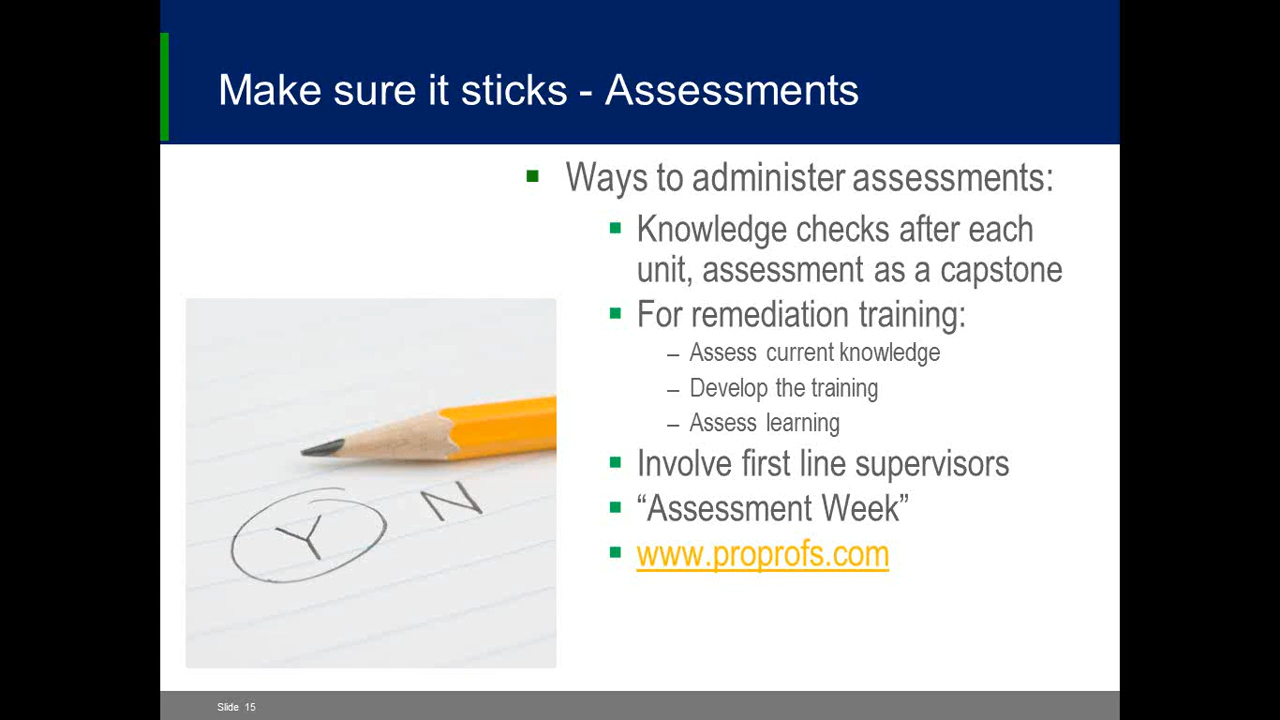 Make sure it sticks - Assessments
Ways to administer assessments:
Knowledge checks after each
unit, assessment as a capstone
For remediation training:
– Assess current knowledge
– Develop the training
– Assess learning
Involve first line supervisors
“Assessment Week”
www.proprofs.com
Y N
Slide 15